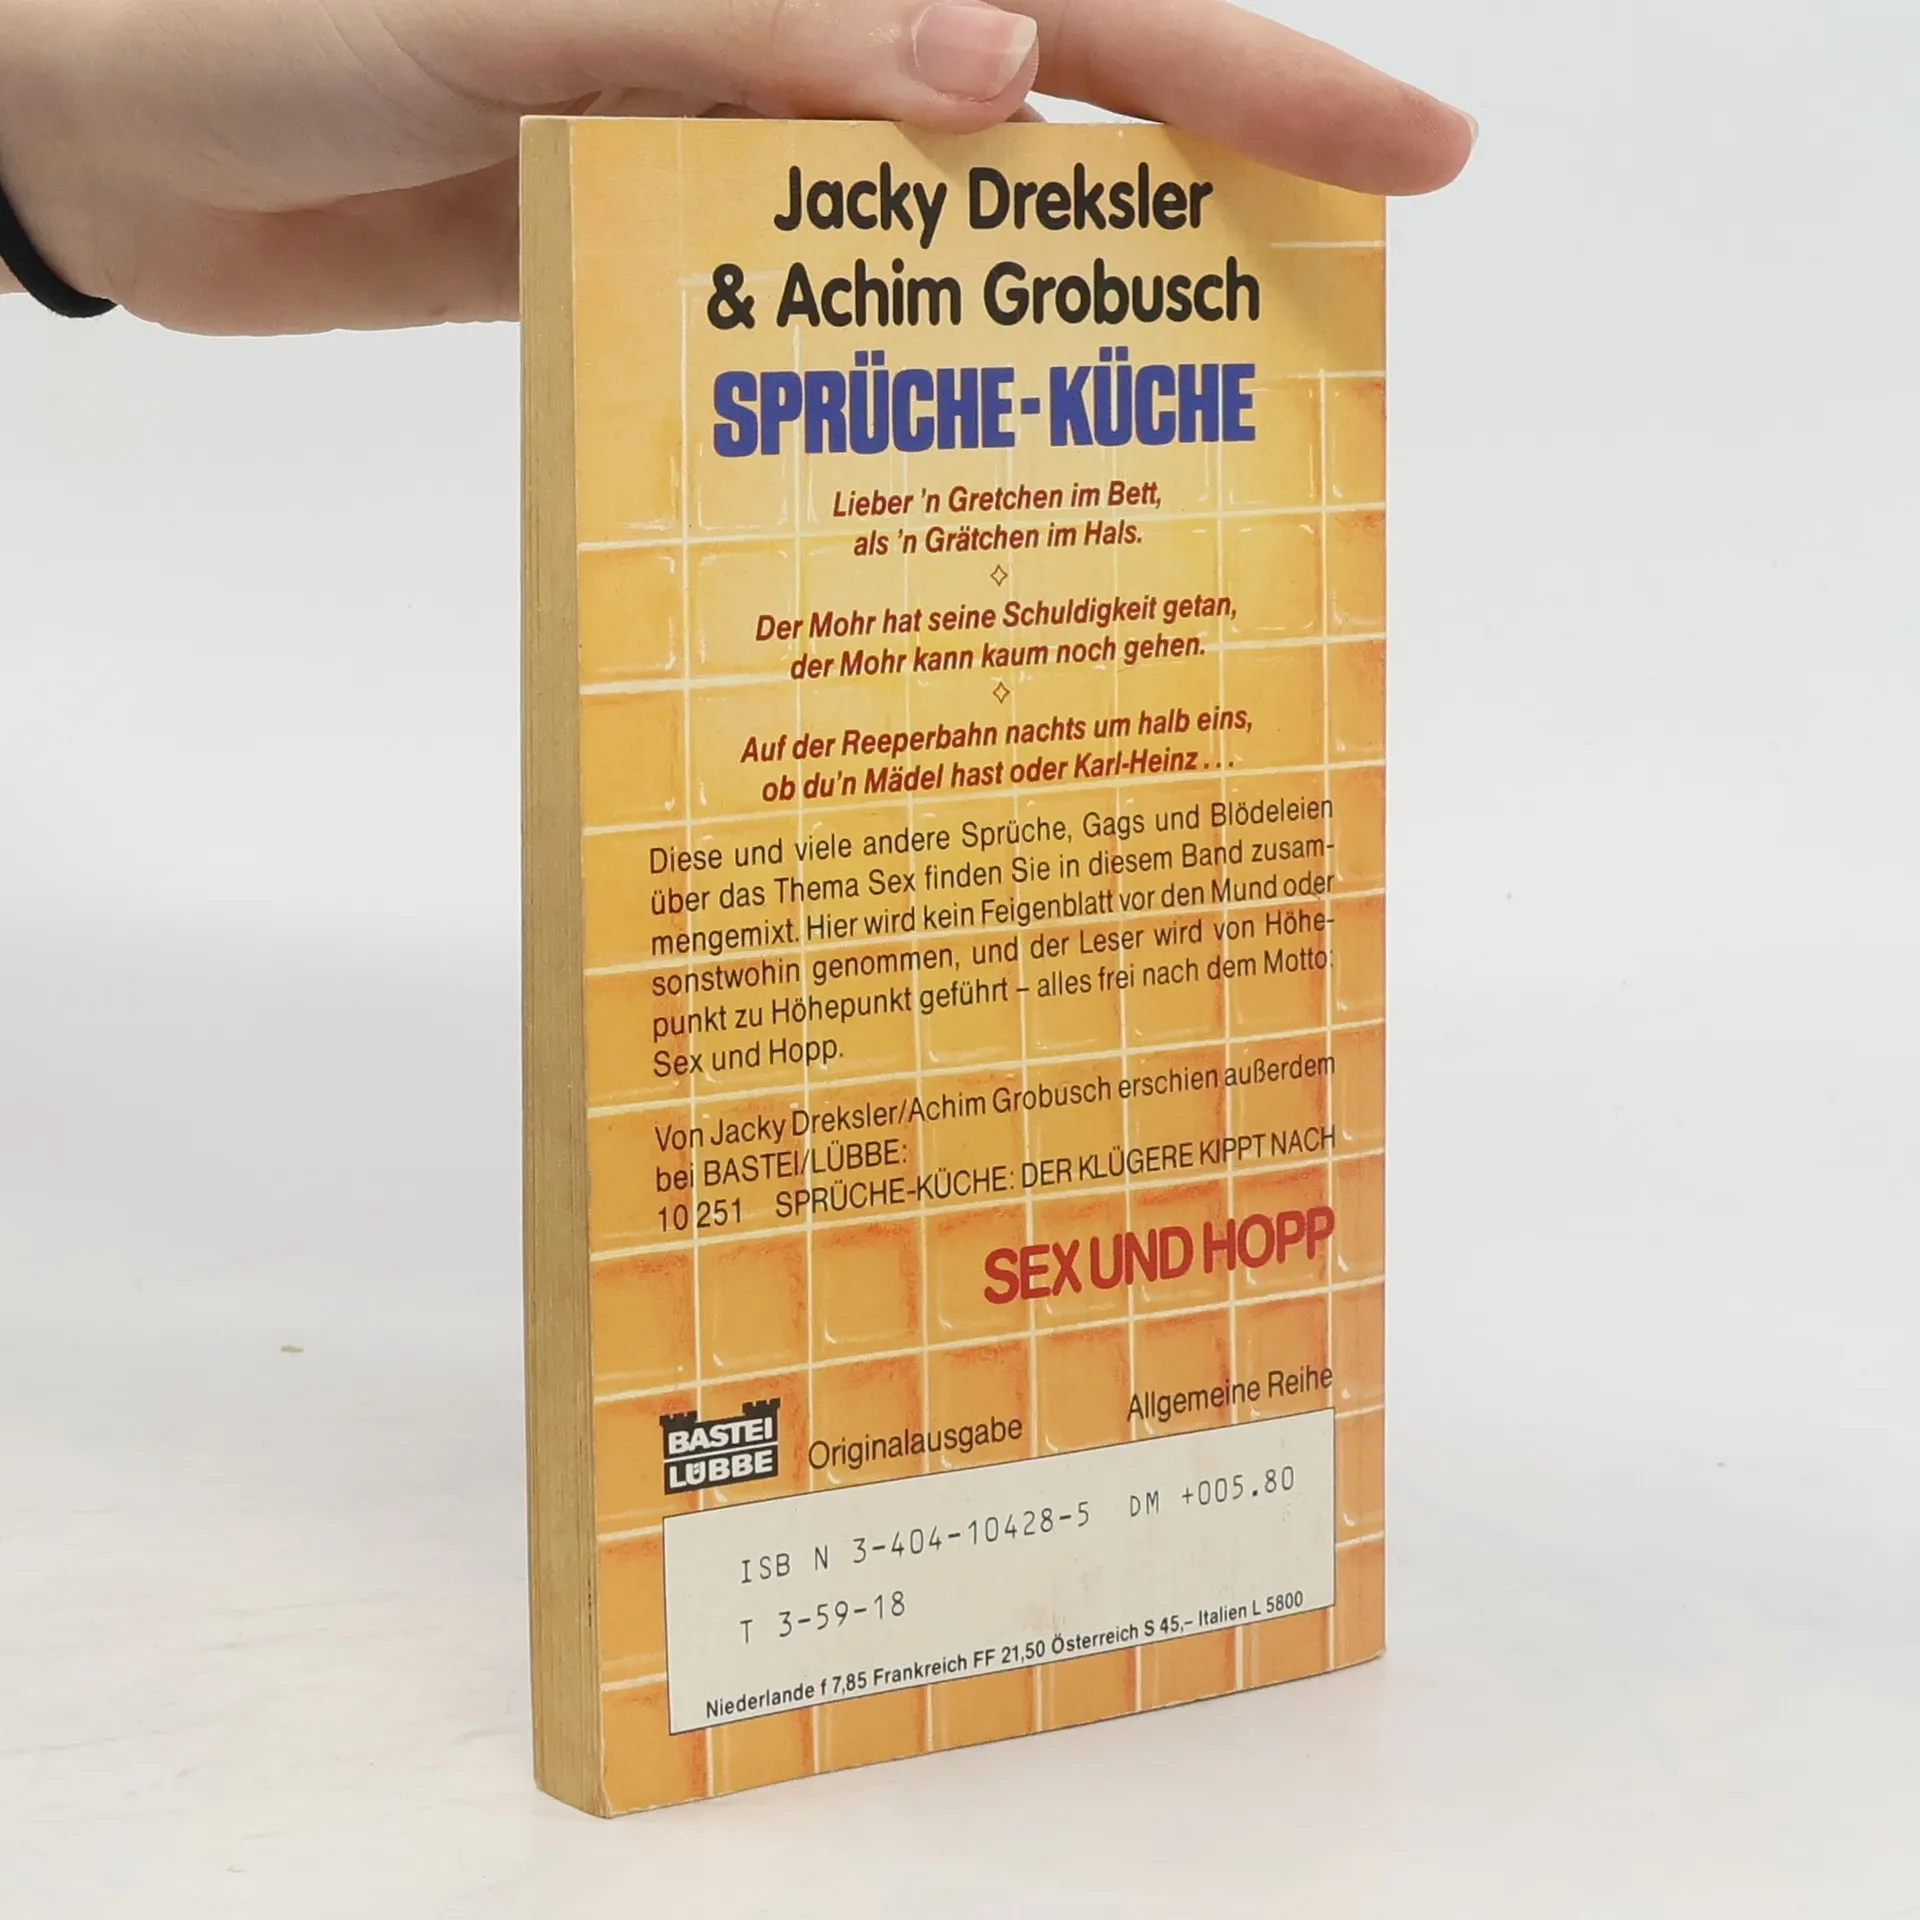 Jacky Dreksler
& Achim Grobusch
SPRÜCHE-KÜCHE
Lieber 'n Gretchen im Bett,
als 'n Grätchen im Hals.
Der Mohr hat seine Schuldigkeit getan,
der Mohr kann kaum noch gehen.
Auf der Reeperbahn nachts um halb eins,
ob du'n Mädel hast oder Karl-Heinz . . .
Diese und viele andere Sprüche, Gags und Blödeleien
über das Thema Sex finden Sie in diesem Band zusam-
mengemixt. Hier wird kein Feigenblatt vor den Mund oder
sonstwohin genommen, und der Leser wird von Höhe-
punkt zu Höhepunkt geführt – alles frei nach dem Motto:
Sex und Hopp.
Von Jacky Dreksler/Achim Grobusch erschien außerdem
bei BASTEI/LÜBBE:
10 251 SPRÜCHE-KÜCHE: DER KLÜGERE KIPPT NACH
SEX UND HOPP
BASTEI
LÜBBE
Originalausgabe
Allgemeine Reihe
ISB N 3-404-10428-5 DM +005.80
T 3-59-18
Niederlande f 7,85 Frankreich FF 21,50 Österreich S 45,– Italien L 5800